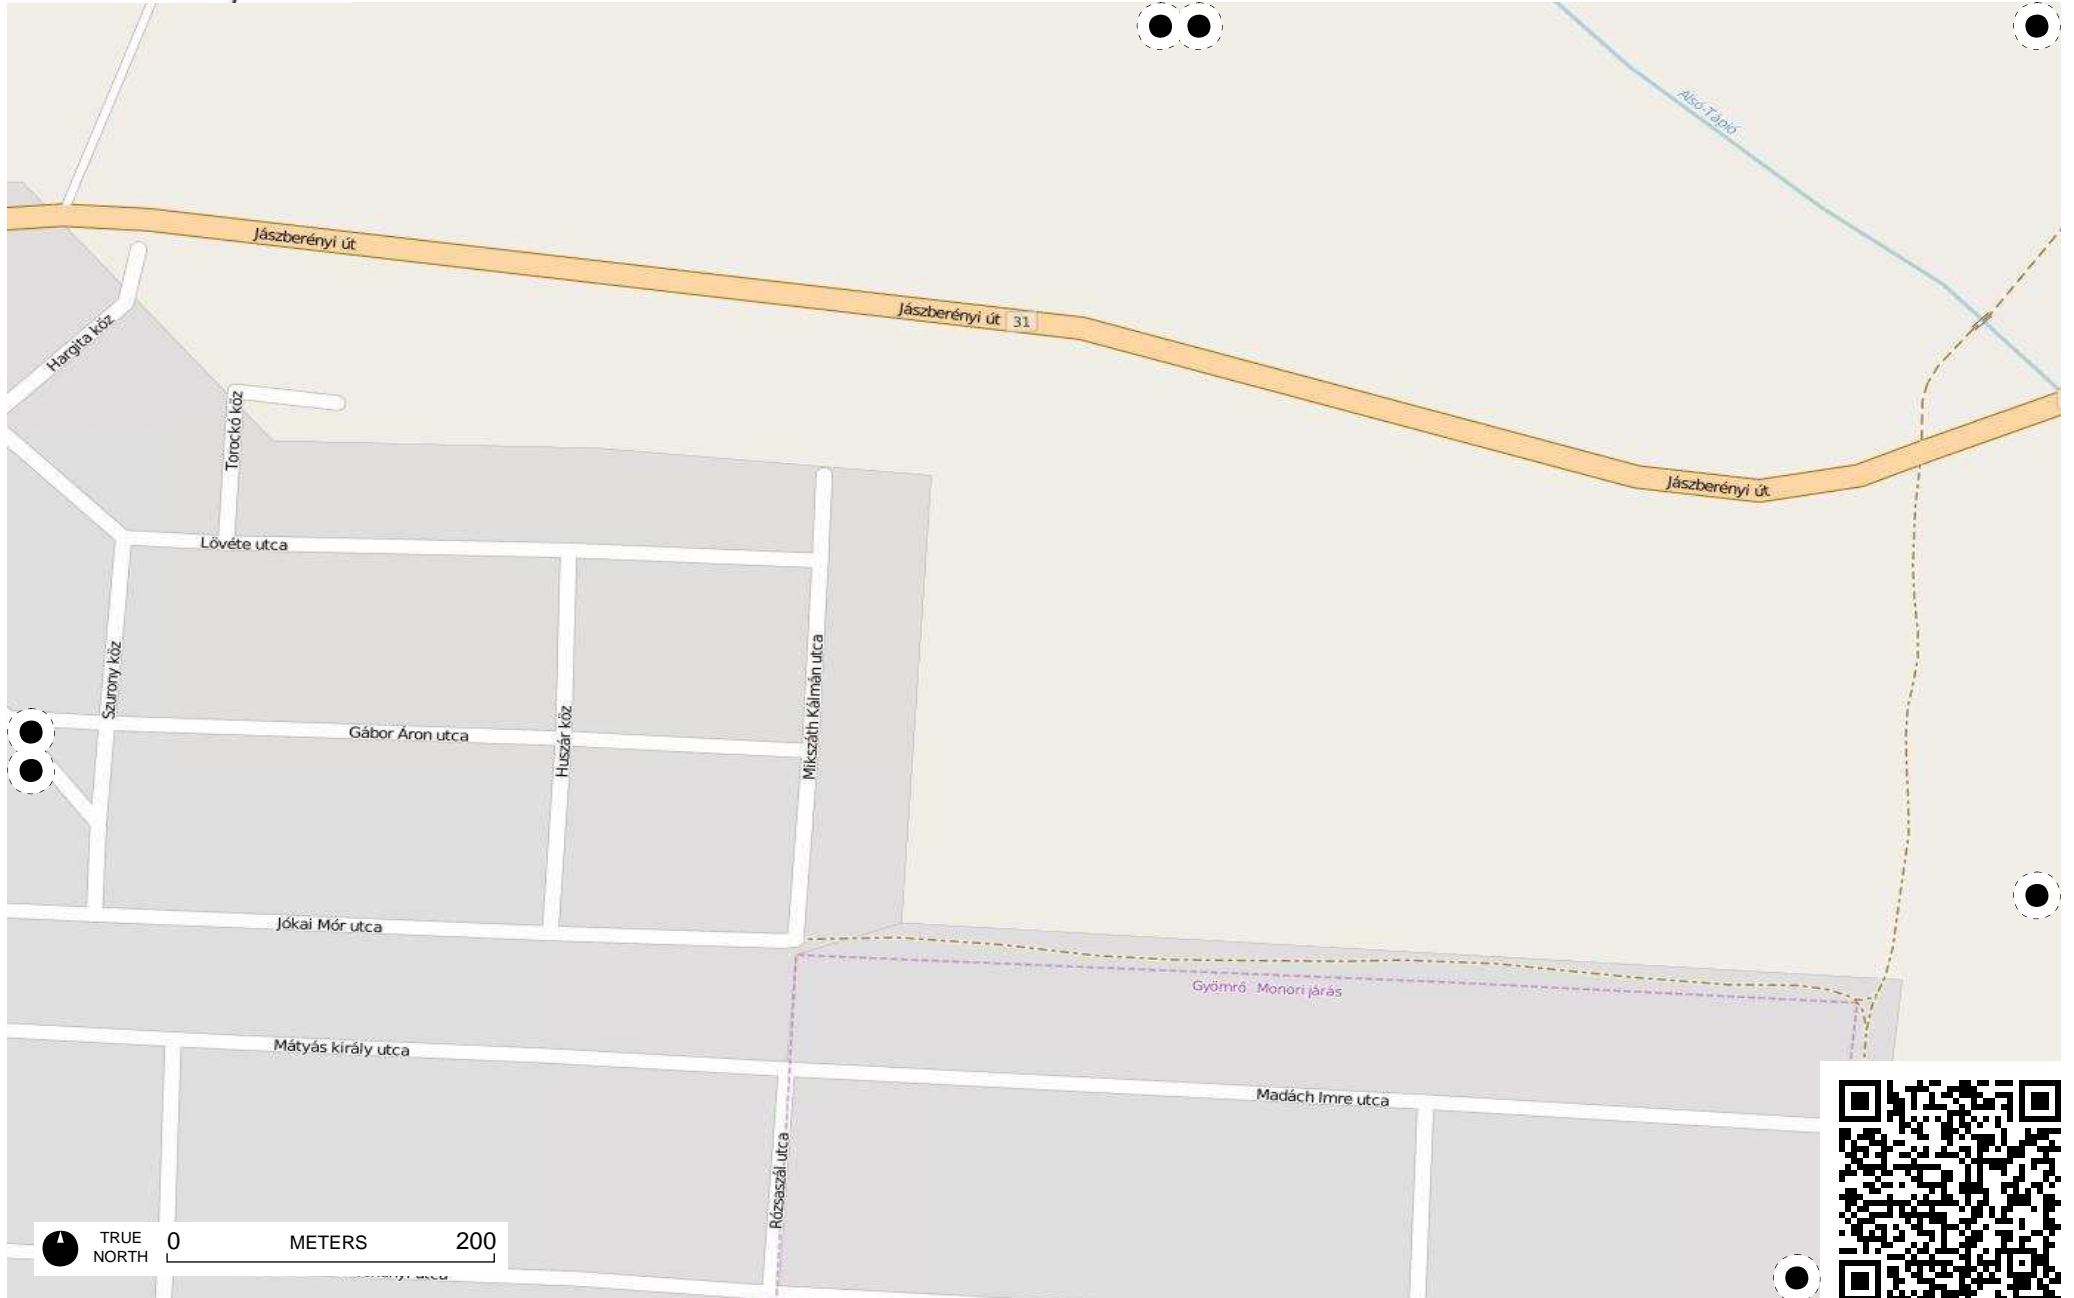 Alsó-Tápió
Jászberényi út
Jászberényi út 31
Hargita köz
Torockó köz
Jászberényi út
Lövéte utca
Szurony köz
Mikszáth Kálmán utca
Gábor Áron utca
Huszár köz
Jókai Mór utca
Gyömrő Monori járás
Mátyás király utca
Madách Imre utca
Rózsaszál utca
TRUE
NORTH
0 METERS 200
utca